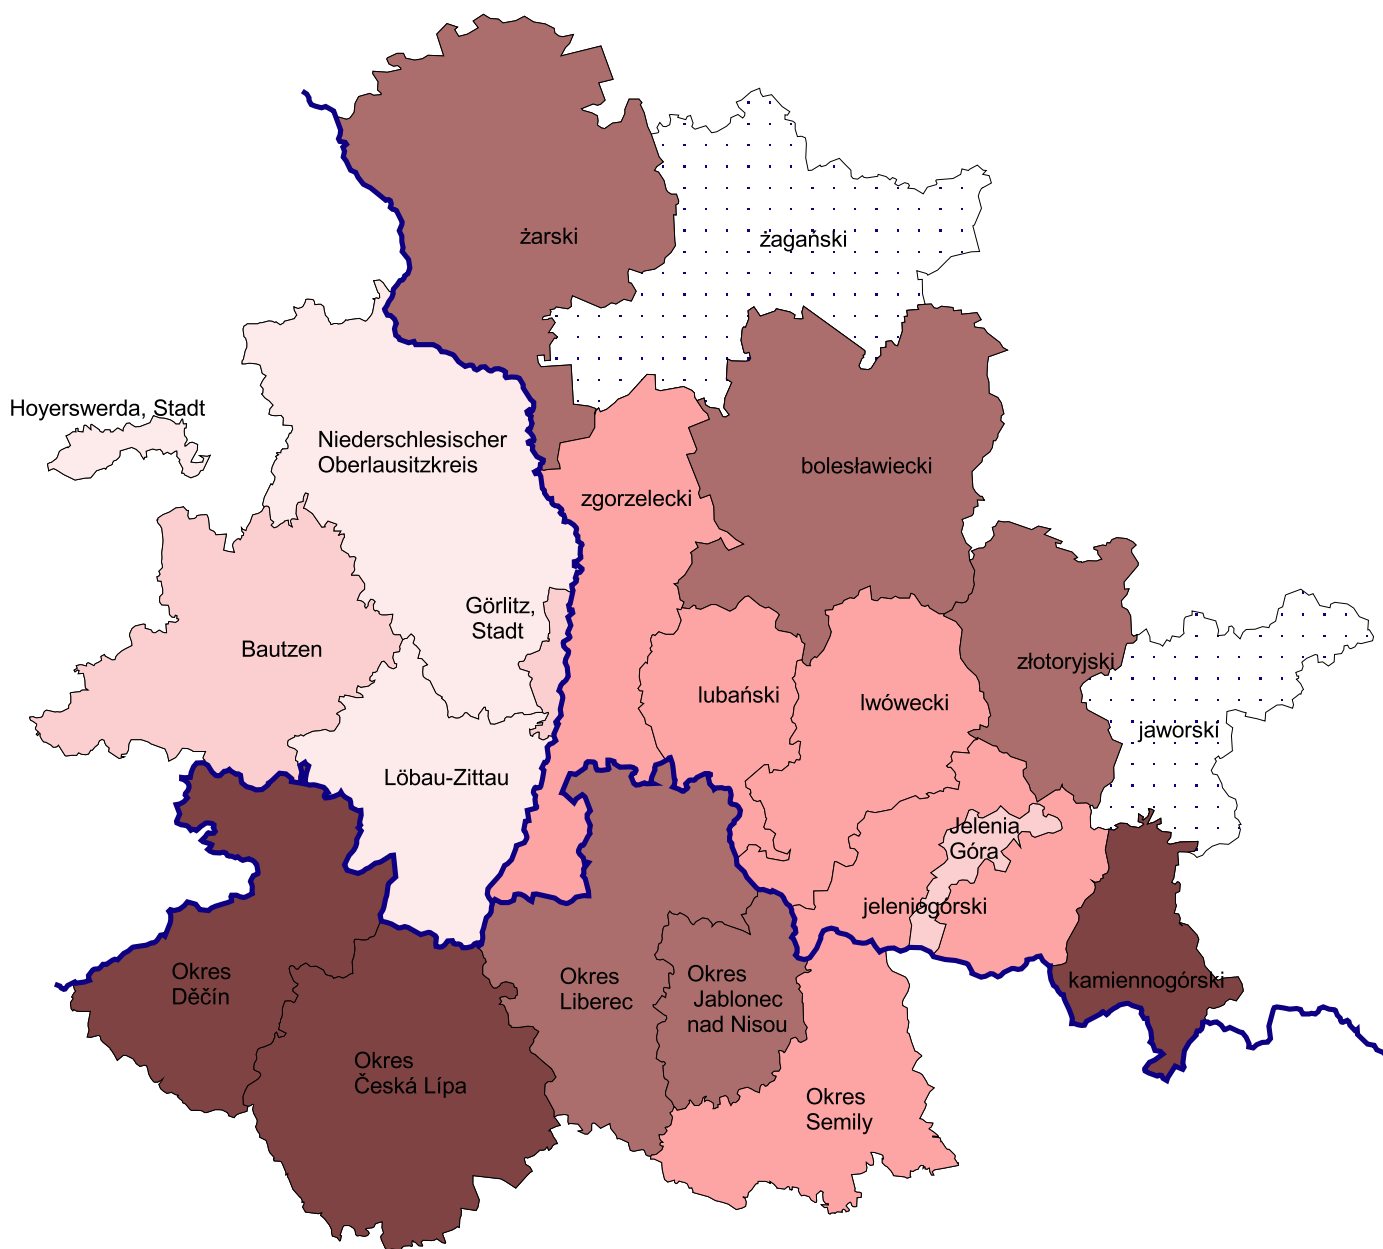 żarski
żagański
Hoyerswerda, Stadt
Niederschlesischer
Oberlausitzkreis
bolesławiecki
zgorzelecki
Görlitz,
Stadt
Bautzen
złotoryjski
lubański
lwówecki
jaworski
Löbau-Zittau
Jelenia
Góra
jeleniogórski
Okres
Děčín
Okres
Liberec
Okres
Jablonec
nad Nisou
kamiennogórski
Okres
Česká Lípa
Okres
Semily